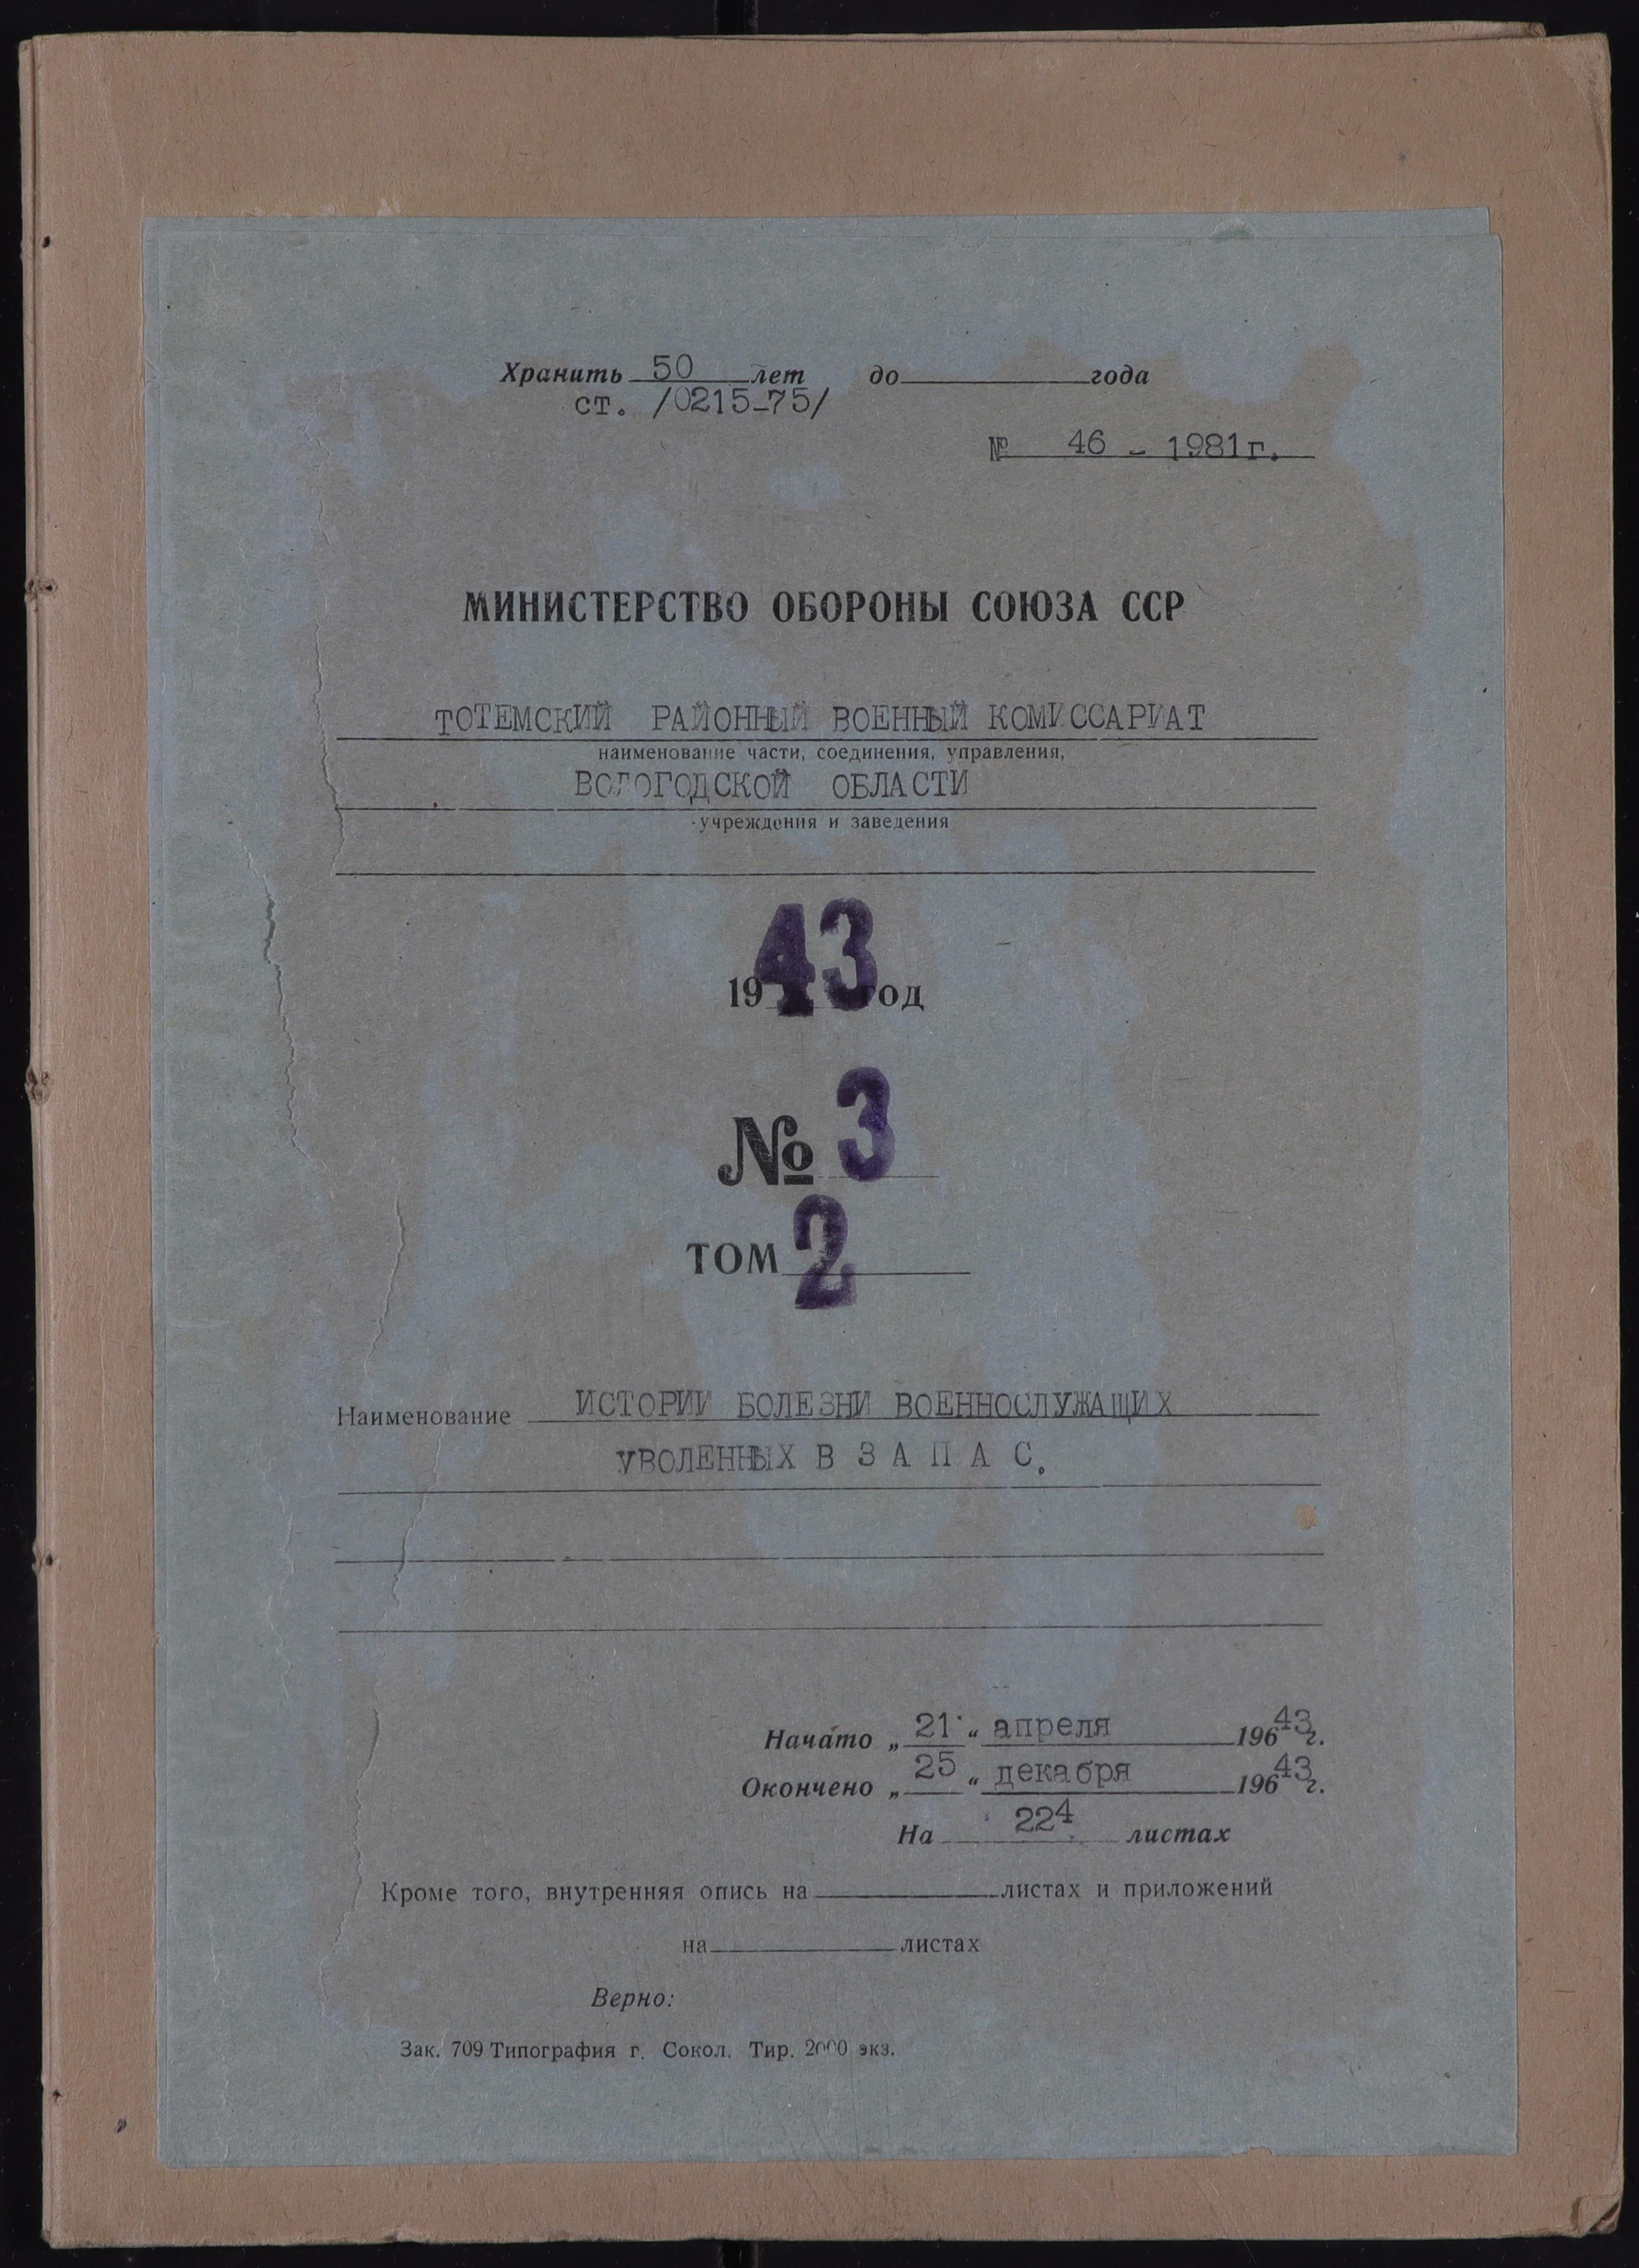 Хранить 50 лет до года
ст. /0215-75/
№ 46 - 1981г.
МИНИСТЕРСТВО ОБОРОНЫ СОЮЗА ССР
ТОТЕМСКИЙ РАЙОННЫЙ ВОЕННЫЙ КОМИССАРИАТ
наименование части, соединения, управления,
ВОЛОГОДСКОЙ ОБЛАСТИ
учреждения и заведения
1943 год
№ 3
ТОМ 2
Наименование ИСТОРИИ БОЛЕЗНИ ВОЕННОСЛУЖАЩИХ
УВОЛЕННЫХ В З А П А С.
Начато „ 21 “ апреля 196 43 г.
Окончено „ 25 “ декабря 196 43 г.
На 224 листах
Кроме того, внутренняя опись на листах и приложений
на листах
Верно:
Зак. 709 Типография г. Сокол. Тир. 2000 экз.